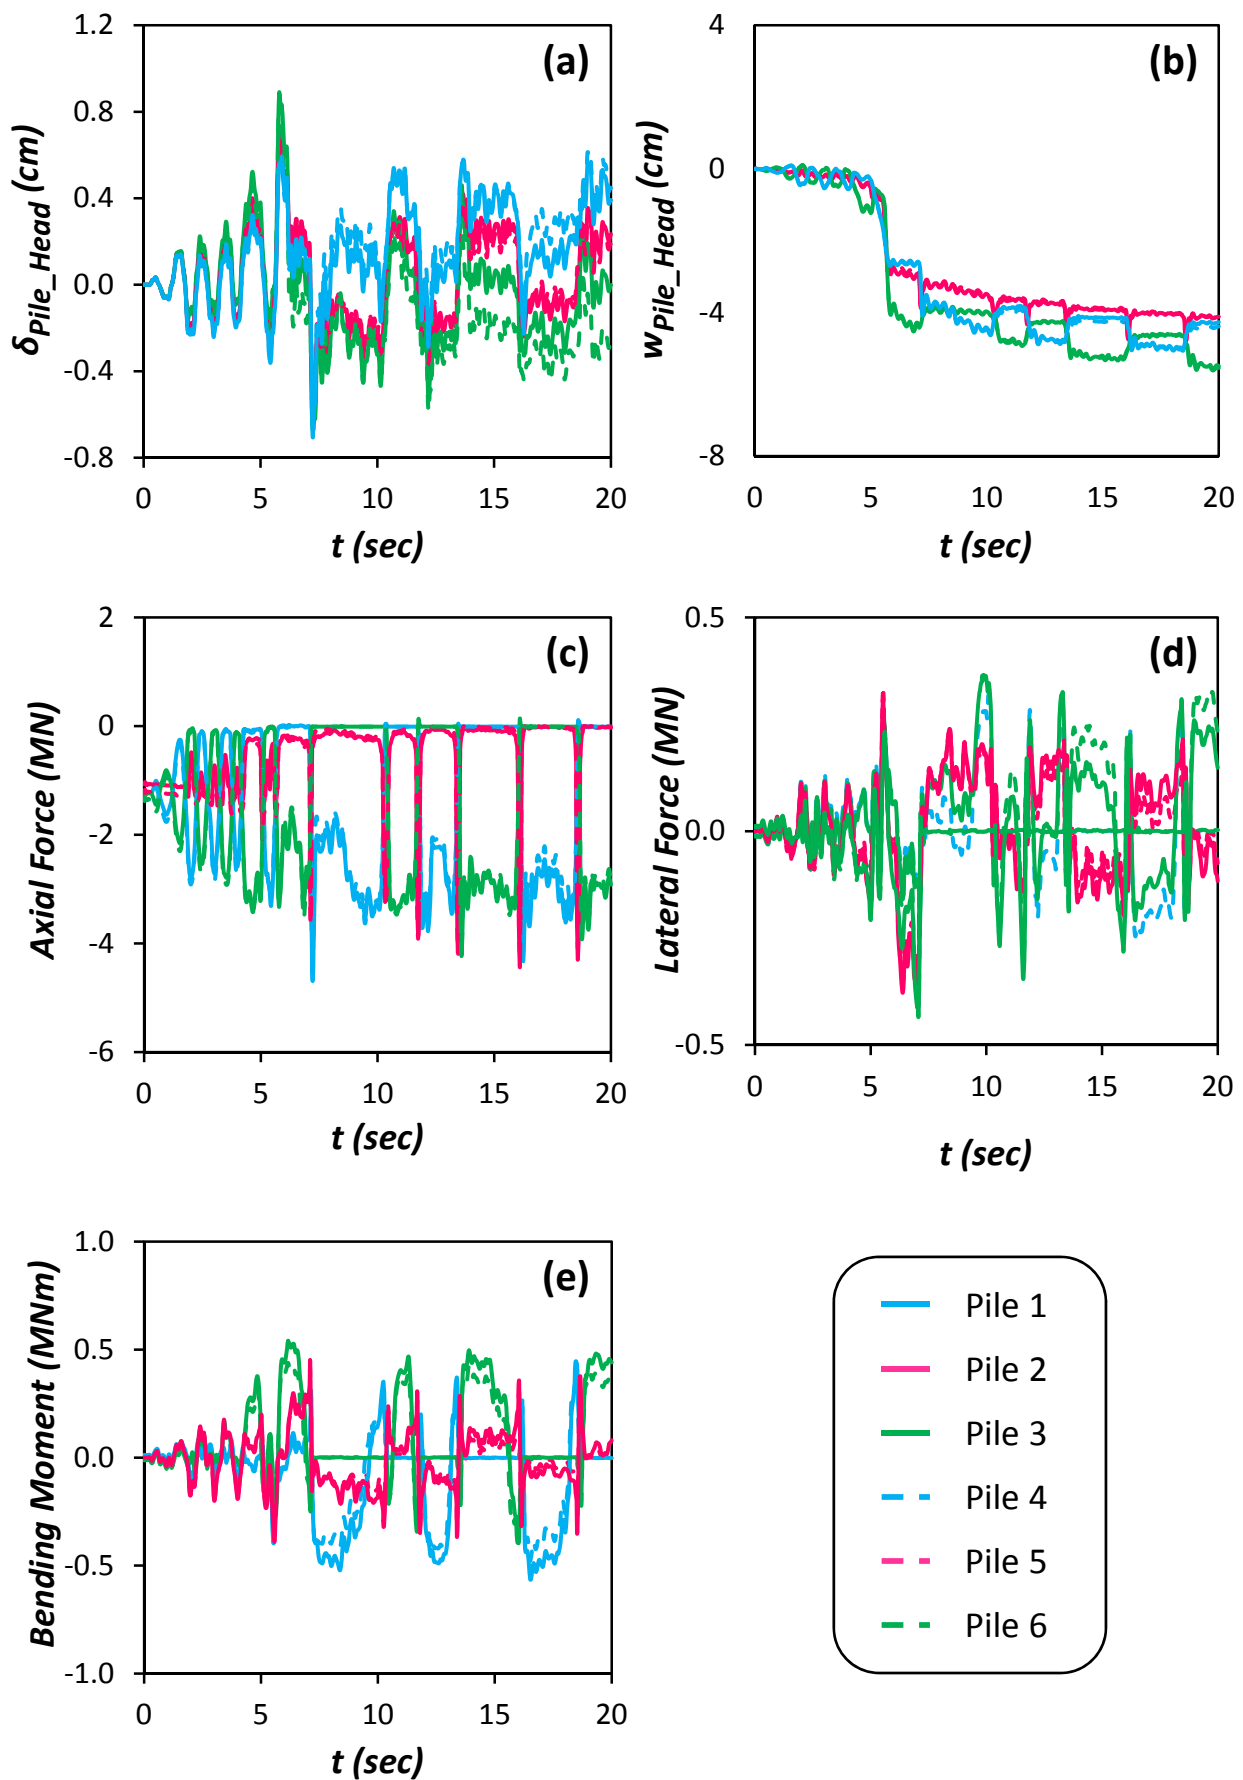 1.2
0.8
0.4
0.0
-0.4
-0.8
δPile_Head (cm)
(a)
0 5 10 15 20
t (sec)
4
0
-4
-8
wPile_Head (cm)
(b)
0 5 10 15 20
t (sec)
2
0
-2
-4
-6
Axial Force (MN)
(c)
0 5 10 15 20
t (sec)
0.5
0.0
-0.5
Lateral Force (MN)
(d)
0 5 10 15 20
t (sec)
1.0
0.5
0.0
-0.5
-1.0
Bending Moment (MNm)
(e)
0 5 10 15 20
t (sec)
Pile 1
Pile 2
Pile 3
Pile 4
Pile 5
Pile 6